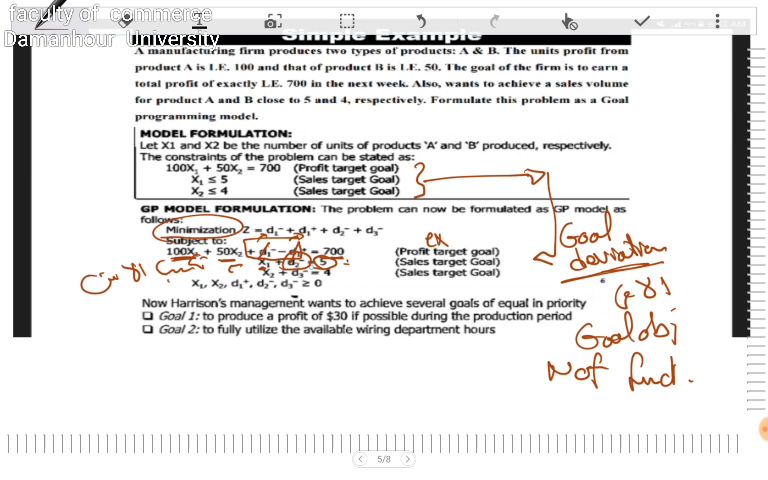 faculty of commerce
Damanhour University
Simple Example
A manufacturing firm produces two types of products: A & B. The units profit from
product A is LE. 100 and that of product B is LE. 50. The goal of the firm is to earn a
total profit of exactly LE. 700 in the next week. Also, wants to achieve a sales volume
for product A and B close to 5 and 4, respectively. Formulate this problem as a Goal
programming model.
MODEL FORMULATION:
Let X1 and X2 be the number of units of products 'A' and 'B' produced, respectively.
The constraints of the problem can be stated as:
100X₁ + 50X₂ = 700 (Profit target goal)
X₁ ≤ 5 (Sales target Goal)
X₂ ≤ 4 (Sales target Goal)
GP MODEL FORMULATION: The problem can now be formulated as GP model as
follows:
Minimization Z = d₁⁻ + d₁⁺ + d₂⁻ + d₃⁻
Subject to:
100X₁ + 50X₂ + d₁⁻ - d₁⁺ = 700 (Profit target goal)
X₁ + d₂⁻ = 5 (Sales target Goal)
X₂ + d₃⁻ = 4 (Sales target Goal)
X₁, X₂, d₁⁺, d₂⁻, d₃⁻ ≥ 0
ex
Goal
deviation
Goal obj
Not fuct.
Now Harrison's management wants to achieve several goals of equal in priority
❑ Goal 1: to produce a profit of $30 if possible during the production period
❑ Goal 2: to fully utilize the available wiring department hours
5/8